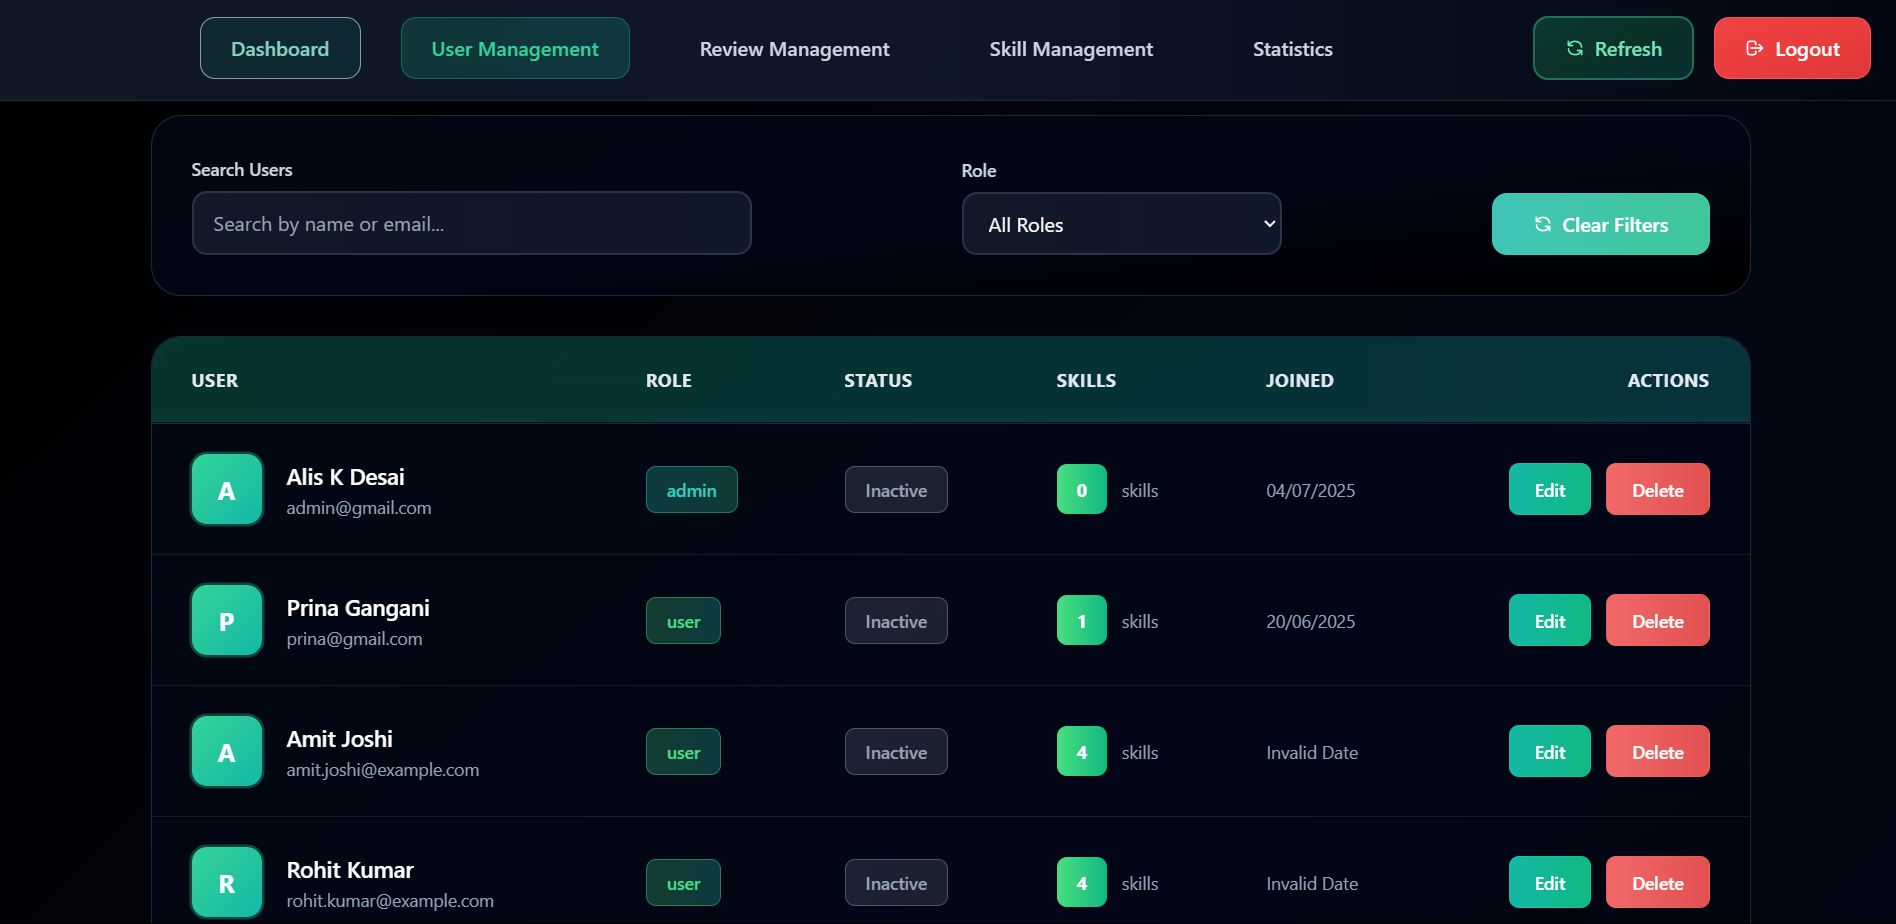 Dashboard User Management Review Management Skill Management Statistics Refresh Logout
Search Users Role
Search by name or email... All Roles Clear Filters
USER ROLE STATUS SKILLS JOINED ACTIONS
A Alis K Desai admin Inactive 0 skills 04/07/2025 Edit Delete
admin@gmail.com
P Prina Gangani user Inactive 1 skills 20/06/2025 Edit Delete
prina@gmail.com
A Amit Joshi user Inactive 4 skills Invalid Date Edit Delete
amit.joshi@example.com
R Rohit Kumar user Inactive 4 skills Invalid Date Edit Delete
rohit.kumar@example.com